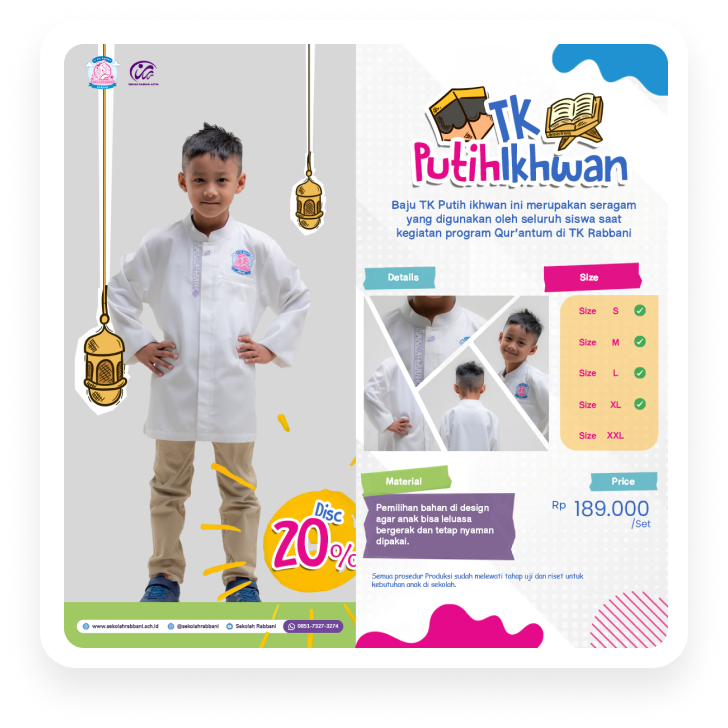 TK
PutihIkhwan
Baju TK Putih ikhwan ini merupakan seragam
yang digunakan oleh seluruh siswa saat
kegiatan program Qur'antum di TK Rabbani
Details
Size
Size S
Size M
Size L
Size XL
Size XXL
Material
Pemilihan bahan di design
agar anak bisa leluasa
bergerak dan tetap nyaman
dipakai.
Price
Rp 189.000
/Set
Semua prosedur Produksi sudah melewati tahap uji dan riset untuk
kebutuhan anak di sekolah.
Disc
20%
www.sekolahrabbani.sch.id @sekolahrabbani Sekolah Rabbani 0851-7327-3274